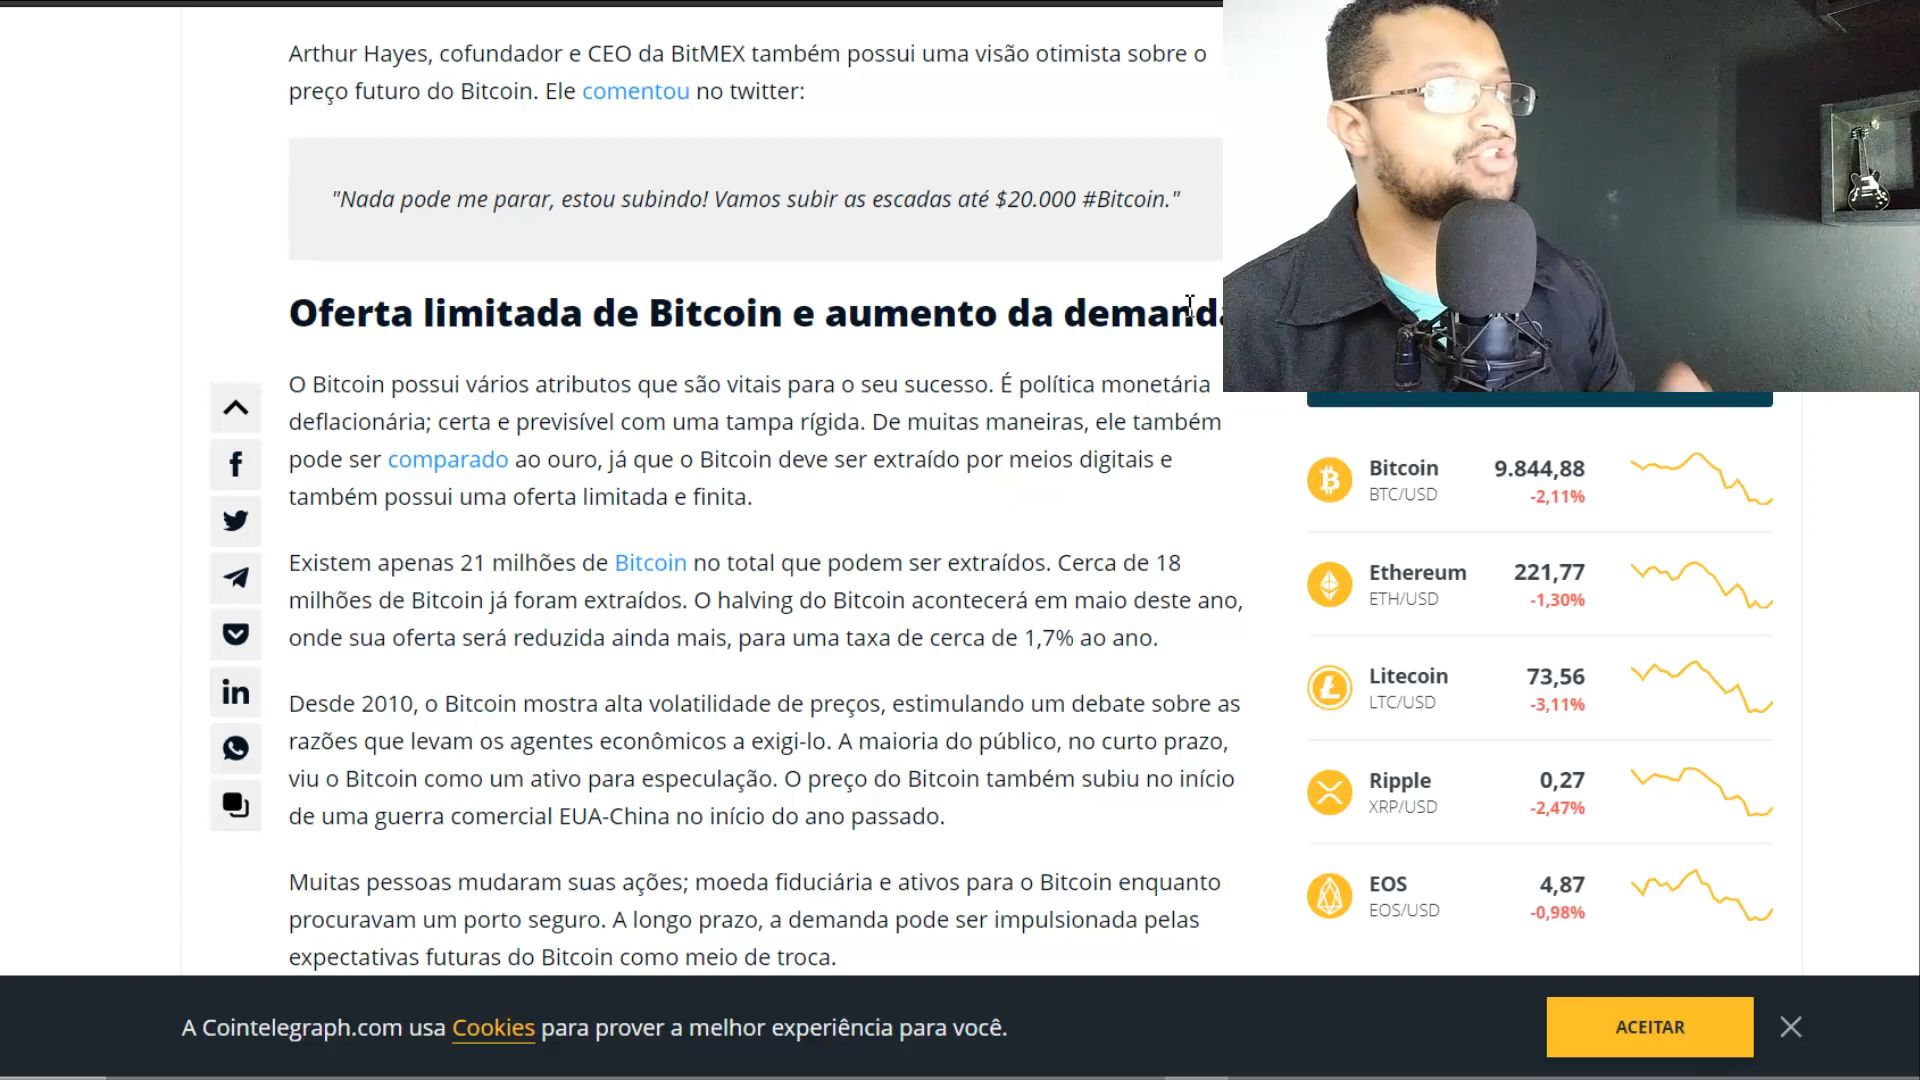 Arthur Hayes, cofundador e CEO da BitMEX também possui uma visão otimista sobre o
preço futuro do Bitcoin. Ele comentou no twitter:
"Nada pode me parar, estou subindo! Vamos subir as escadas até $20.000 #Bitcoin."
Oferta limitada de Bitcoin e aumento da
O Bitcoin possui vários atributos que são vitais para o seu sucesso. É política monetária
deflacionária; certa e previsível com uma tampa rígida. De muitas maneiras, ele também
pode ser comparado ao ouro, já que o Bitcoin deve ser extraído por meios digitais e
também possui uma oferta limitada e finita.
Existem apenas 21 milhões de Bitcoin no total que podem ser extraídos. Cerca de 18
milhões de Bitcoin já foram extraídos. O halving do Bitcoin acontecerá em maio deste ano,
onde sua oferta será reduzida ainda mais, para uma taxa de cerca de 1,7% ao ano.
Desde 2010, o Bitcoin mostra alta volatilidade de preços, estimulando um debate sobre as
razões que levam os agentes econômicos a exigi-lo. A maioria do público, no curto prazo,
viu o Bitcoin como um ativo para especulação. O preço do Bitcoin também subiu no início
de uma guerra comercial EUA-China no início do ano passado.
Muitas pessoas mudaram suas ações; moeda fiduciária e ativos para o Bitcoin enquanto
procuravam um porto seguro. A longo prazo, a demanda pode ser impulsionada pelas
expectativas futuras do Bitcoin como meio de troca.
Bitcoin 9.844,88
BTC/USD -2,11%
Ethereum 221,77
ETH/USD -1,30%
Litecoin 73,56
LTC/USD -3,11%
Ripple 0,27
XRP/USD -2,47%
EOS 4,87
EOS/USD -0,98%
A Cointelegraph.com usa Cookies para prover a melhor experiência para você.
ACEITAR